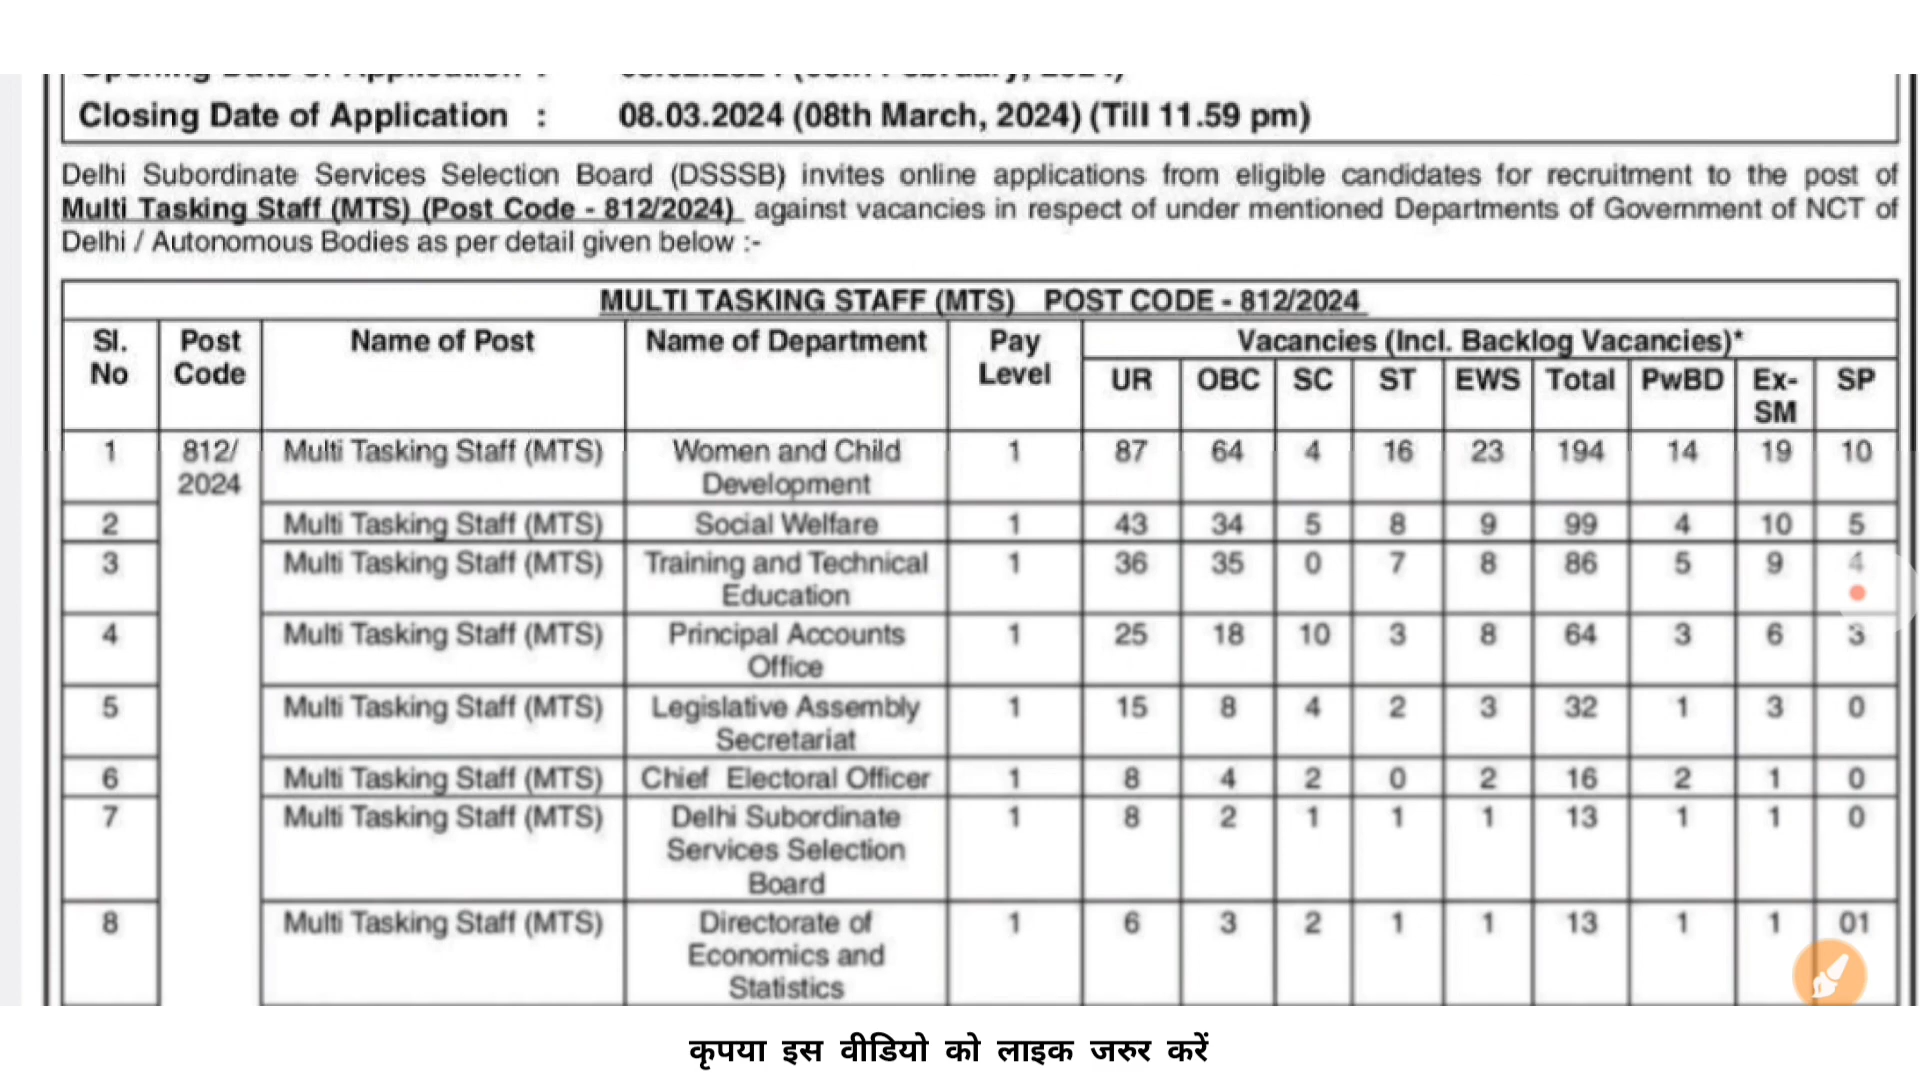 Opening Date of Application :
Closing Date of Application : 08.03.2024 (08th March, 2024) (Till 11.59 pm)
Delhi Subordinate Services Selection Board (DSSSB) invites online applications from eligible candidates for recruitment to the post of
Multi Tasking Staff (MTS) (Post Code - 812/2024) against vacancies in respect of under mentioned Departments of Government of NCT of
Delhi / Autonomous Bodies as per detail given below :-
MULTI TASKING STAFF (MTS) POST CODE - 812/2024
Sl. No Post Code Name of Post Name of Department Pay Level Vacancies (Incl. Backlog Vacancies)*
UR OBC SC ST EWS Total PwBD Ex-SM SP
1 812/2024 Multi Tasking Staff (MTS) Women and Child Development 1 87 64 4 16 23 194 14 19 10
2 Multi Tasking Staff (MTS) Social Welfare 1 43 34 5 8 9 99 4 10 5
3 Multi Tasking Staff (MTS) Training and Technical Education 1 36 35 0 7 8 86 5 9 4
4 Multi Tasking Staff (MTS) Principal Accounts Office 1 25 18 10 3 8 64 3 6 3
5 Multi Tasking Staff (MTS) Legislative Assembly Secretariat 1 15 8 4 2 3 32 1 3 0
6 Multi Tasking Staff (MTS) Chief Electoral Officer 1 8 4 2 0 2 16 2 1 0
7 Multi Tasking Staff (MTS) Delhi Subordinate Services Selection Board 1 8 2 1 1 1 13 1 1 0
8 Multi Tasking Staff (MTS) Directorate of Economics and Statistics 1 6 3 2 1 1 13 1 1 01
कृपया इस वीडियो को लाइक जरुर करें